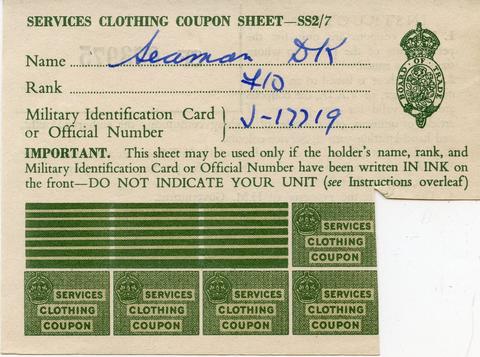 SERVICES CLOTHING COUPON SHEET—SS2/7
Name Seaman DK
Rank F/O
Military Identification Card
or Official Number J-17719
BOARD OF TRADE
IMPORTANT. This sheet may be used only if the holder's name, rank, and
Military Identification Card or Official Number have been written IN INK on
the front—DO NOT INDICATE YOUR UNIT (see Instructions overleaf)
SERVICES
CLOTHING
COUPON
SERVICES
CLOTHING
COUPON
SERVICES
CLOTHING
COUPON
SERVICES
CLOTHING
COUPON
SERVICES
CLOTHING
COUPON